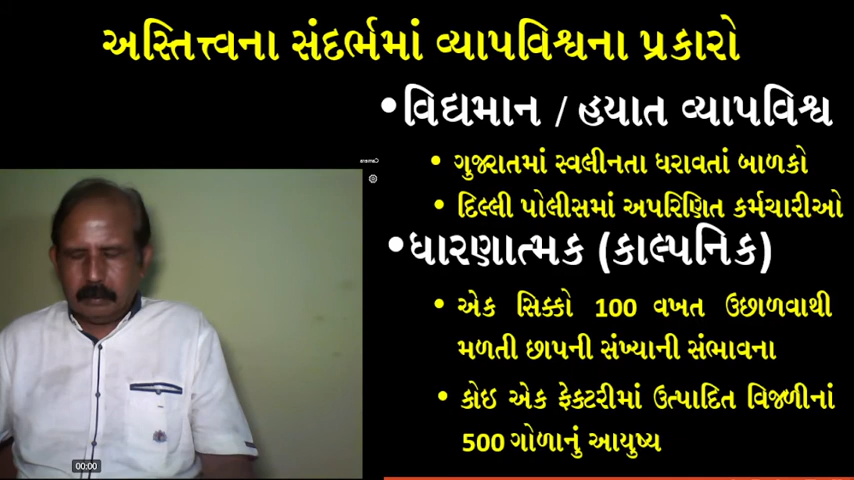 અસ્તિત્ત્વના સંદર્ભમાં વ્યાપવિશ્વના પ્રકારો
•વિદ્યમાન / હયાત વ્યાપવિશ્વ
• ગુજરાતમાં સ્વલીનતા ધરાવતાં બાળકો
• દિલ્લી પોલીસમાં અપરિણિત કર્મચારીઓ
•ધારણાત્મક (કાલ્પનિક)
• એક સિક્કો 100 વખત ઉછાળવાથી
મળતી છાપની સંખ્યાની સંભાવના
• કોઇ એક ફેક્ટરીમાં ઉત્પાદિત વિજળીનાં
500 ગોળાનું આયુષ્ય
Camera
00:00